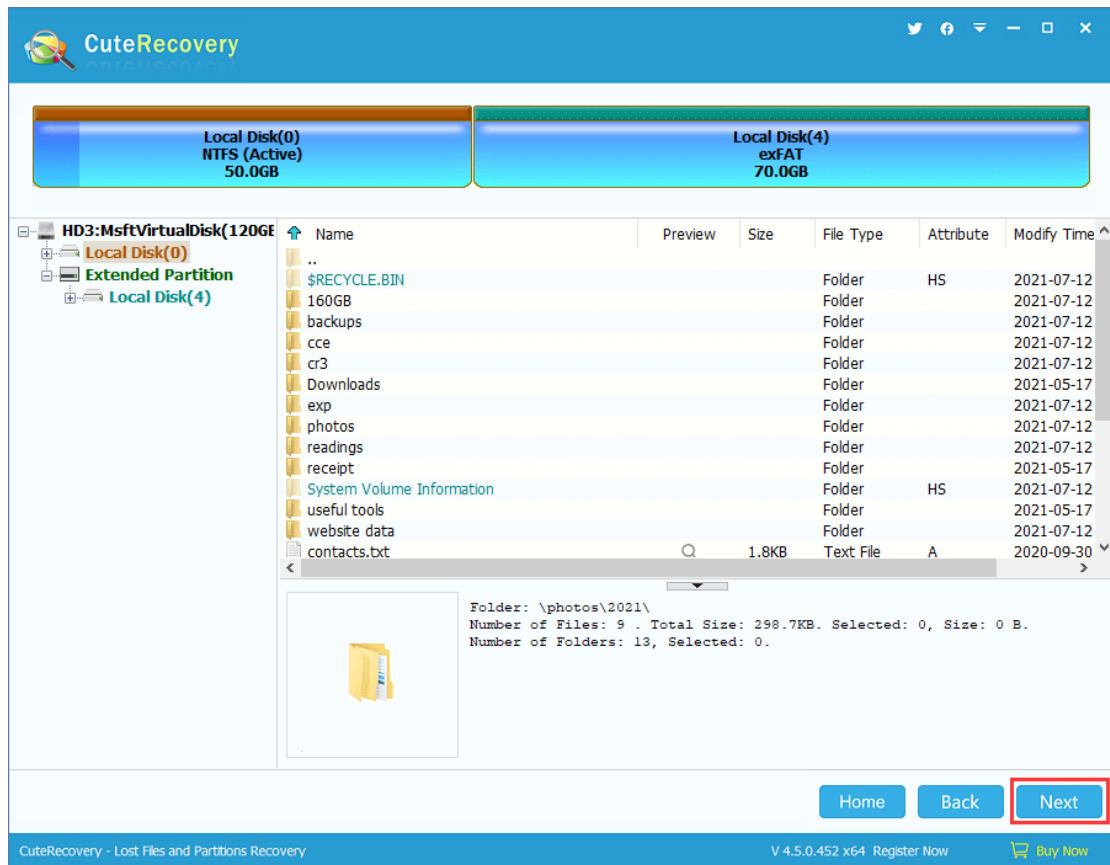 CuteRecovery
Local Disk(0)
NTFS (Active)
50.0GB
Local Disk(4)
exFAT
70.0GB
HD3:MsftVirtualDisk(120GB
Local Disk(0)
Extended Partition
Local Disk(4)
Name Preview Size File Type Attribute Modify Time
..
$RECYCLE.BIN Folder HS 2021-07-12
160GB Folder 2021-07-12
backups Folder 2021-07-12
cce Folder 2021-07-12
cr3 Folder 2021-07-12
Downloads Folder 2021-05-17
exp Folder 2021-07-12
photos Folder 2021-07-12
readings Folder 2021-07-12
receipt Folder 2021-05-17
System Volume Information Folder HS 2021-07-12
useful tools Folder 2021-05-17
website data Folder 2021-07-12
contacts.txt 1.8KB Text File A 2020-09-30
Folder: \photos\2021\
Number of Files: 9 . Total Size: 298.7KB. Selected: 0, Size: 0 B.
Number of Folders: 13, Selected: 0.
Home Back Next
CuteRecovery - Lost Files and Partitions Recovery V 4.5.0.452 x64 Register Now Buy Now